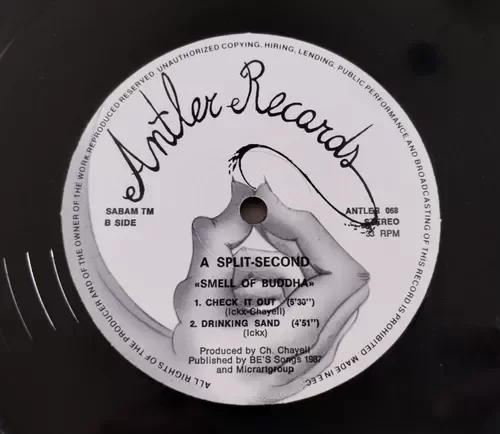 ALL RIGHTS OF THE PRODUCER AND OF THE OWNER OF THE WORK REPRODUCED RESERVED. UNAUTHORIZED COPYING, HIRING, LENDING, PUBLIC PERFORMANCE AND BROADCASTING OF THIS RECORD IS PROHIBITED. MADE IN E.E.C.
Antler Records
SABAM TM
B SIDE
ANTLER 068
STEREO
33 RPM
A SPLIT-SECOND
«SMELL OF BUDDHA»
1. CHECK IT OUT (5'30")
(Ickx-Chayell)
2. DRINKING SAND (4'51")
(Ickx)
Produced by Ch. Chayell
Published by BE'S Songs 1987
and Micrartgroup